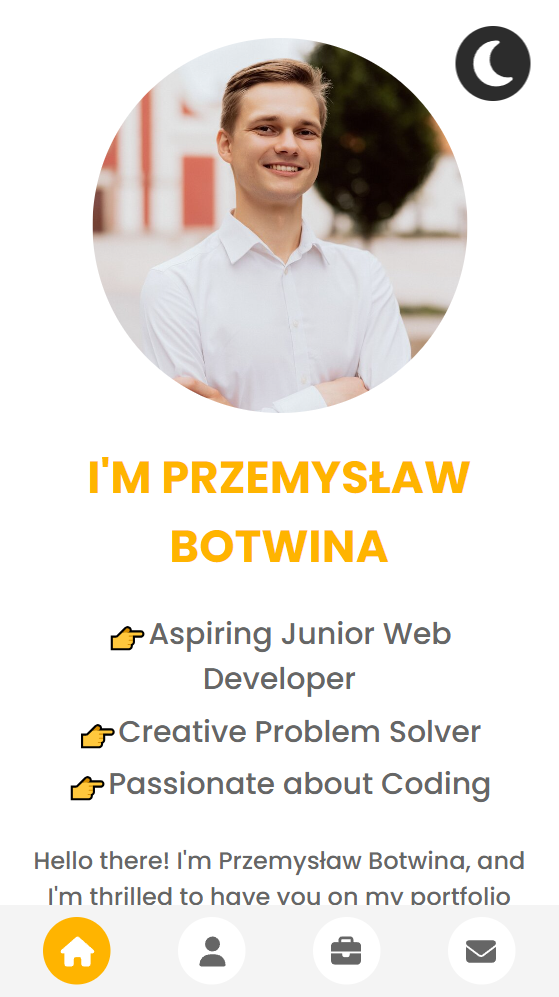 I'M PRZEMYSŁAW
BOTWINA
👉Aspiring Junior Web
Developer
👉Creative Problem Solver
👉Passionate about Coding
Hello there! I'm Przemysław Botwina, and
I'm thrilled to have you on my portfolio